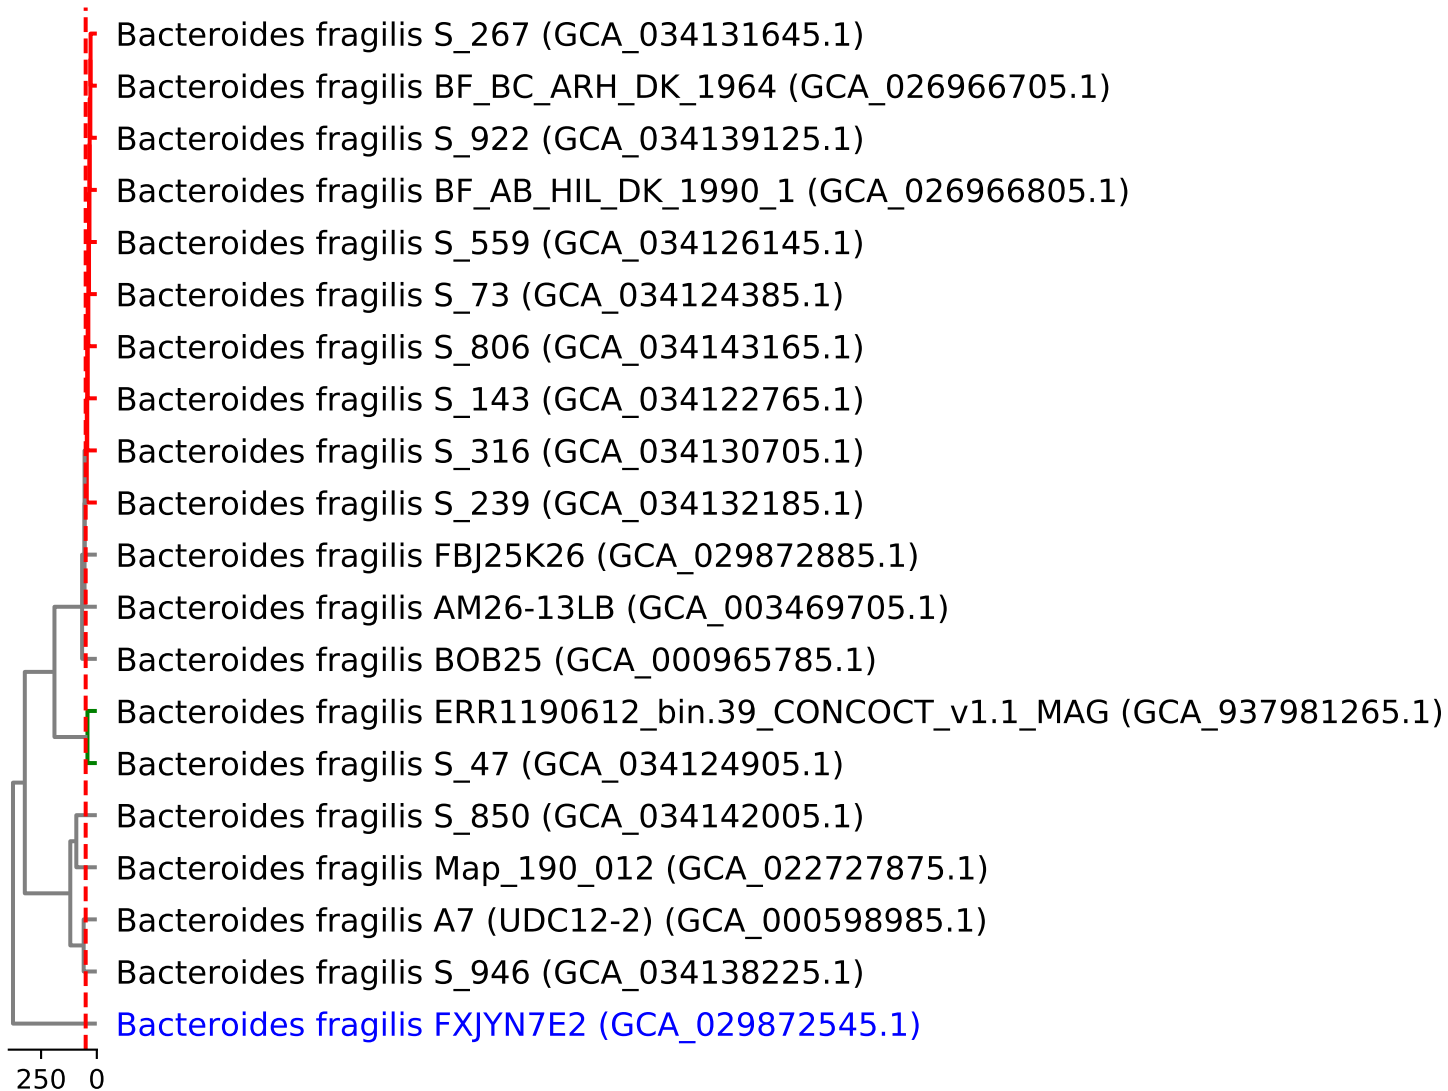 Bacteroides fragilis S_267 (GCA_034131645.1)
Bacteroides fragilis BF_BC_ARH_DK_1964 (GCA_026966705.1)
Bacteroides fragilis S_922 (GCA_034139125.1)
Bacteroides fragilis BF_AB_HIL_DK_1990_1 (GCA_026966805.1)
Bacteroides fragilis S_559 (GCA_034126145.1)
Bacteroides fragilis S_73 (GCA_034124385.1)
Bacteroides fragilis S_806 (GCA_034143165.1)
Bacteroides fragilis S_143 (GCA_034122765.1)
Bacteroides fragilis S_316 (GCA_034130705.1)
Bacteroides fragilis S_239 (GCA_034132185.1)
Bacteroides fragilis FBJ25K26 (GCA_029872885.1)
Bacteroides fragilis AM26-13LB (GCA_003469705.1)
Bacteroides fragilis BOB25 (GCA_000965785.1)
Bacteroides fragilis ERR1190612_bin.39_CONCOCT_v1.1_MAG (GCA_937981265.1)
Bacteroides fragilis S_47 (GCA_034124905.1)
Bacteroides fragilis S_850 (GCA_034142005.1)
Bacteroides fragilis Map_190_012 (GCA_022727875.1)
Bacteroides fragilis A7 (UDC12-2) (GCA_000598985.1)
Bacteroides fragilis S_946 (GCA_034138225.1)
Bacteroides fragilis FXJYN7E2 (GCA_029872545.1)
250 0